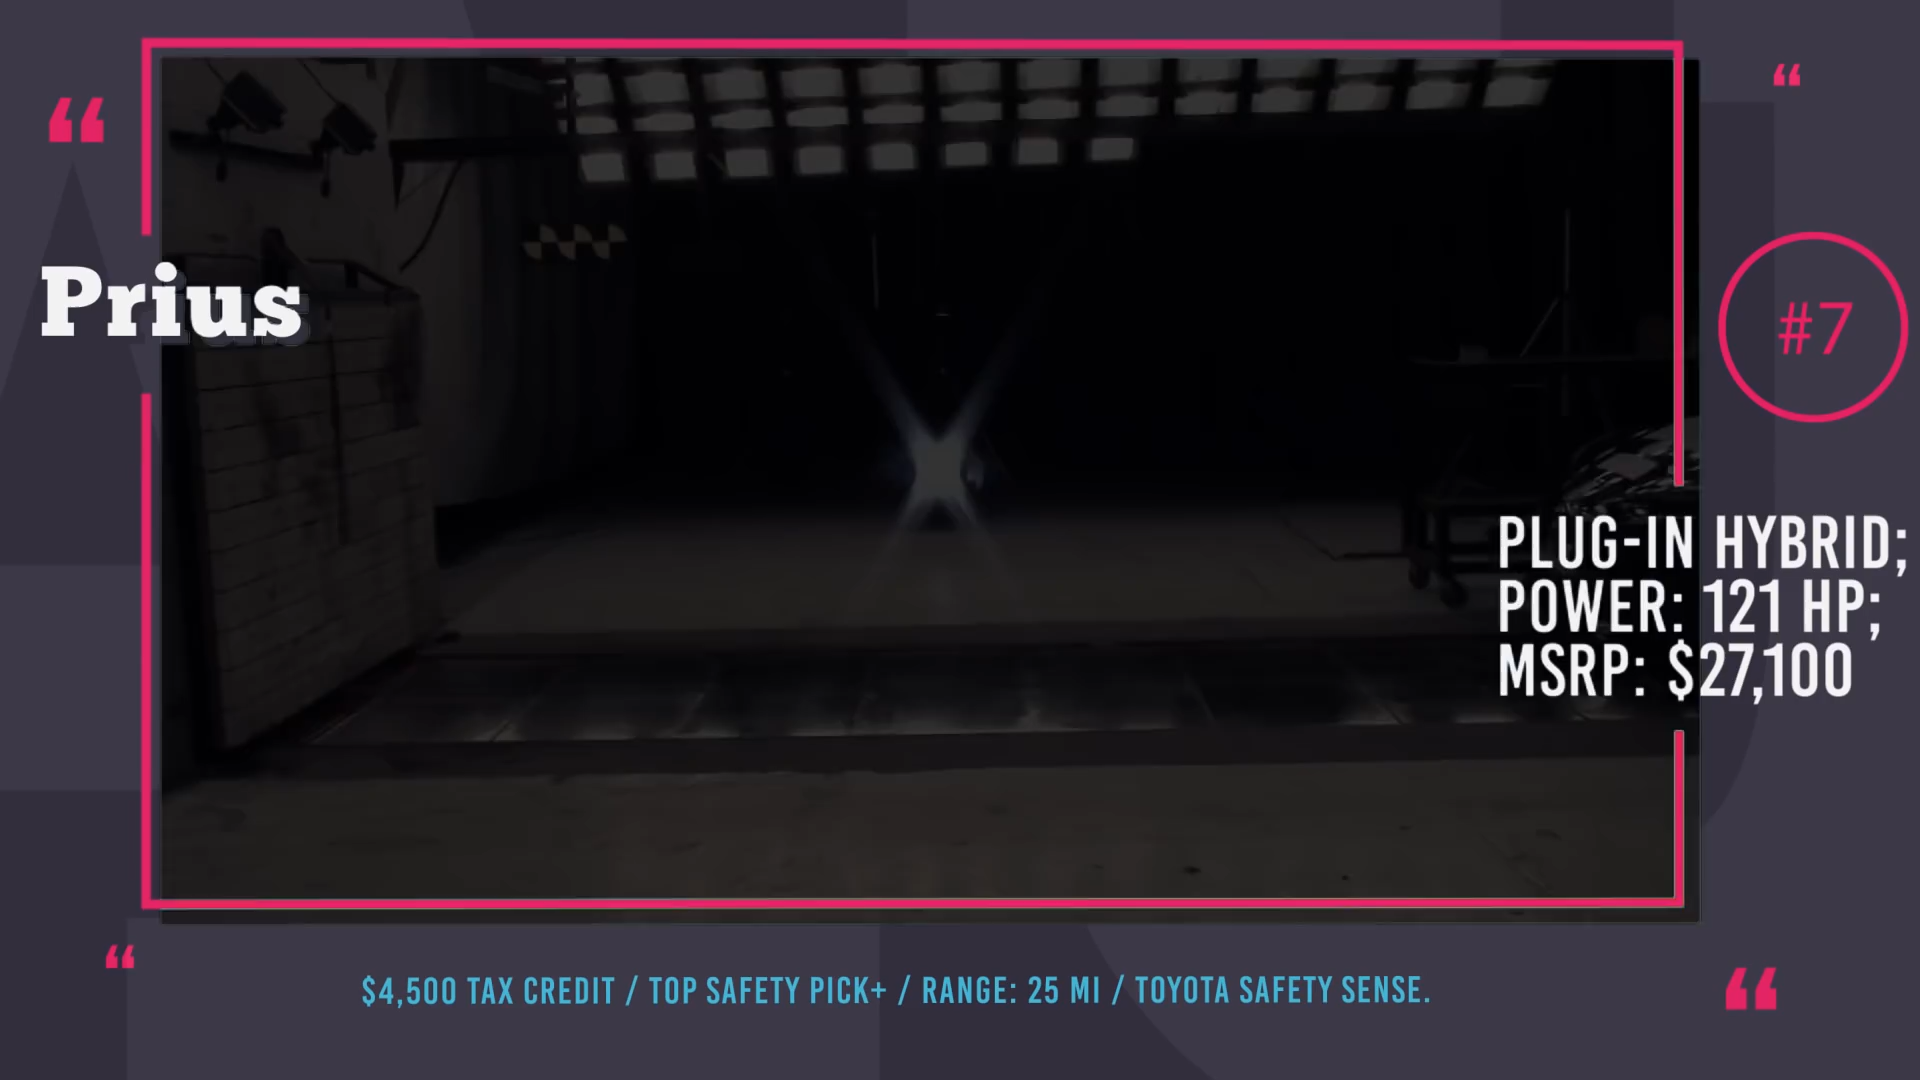 Prius
#7
PLUG-IN HYBRID;
POWER: 121 HP;
MSRP: $27,100
$4,500 TAX CREDIT / TOP SAFETY PICK+ / RANGE: 25 MI / TOYOTA SAFETY SENSE.